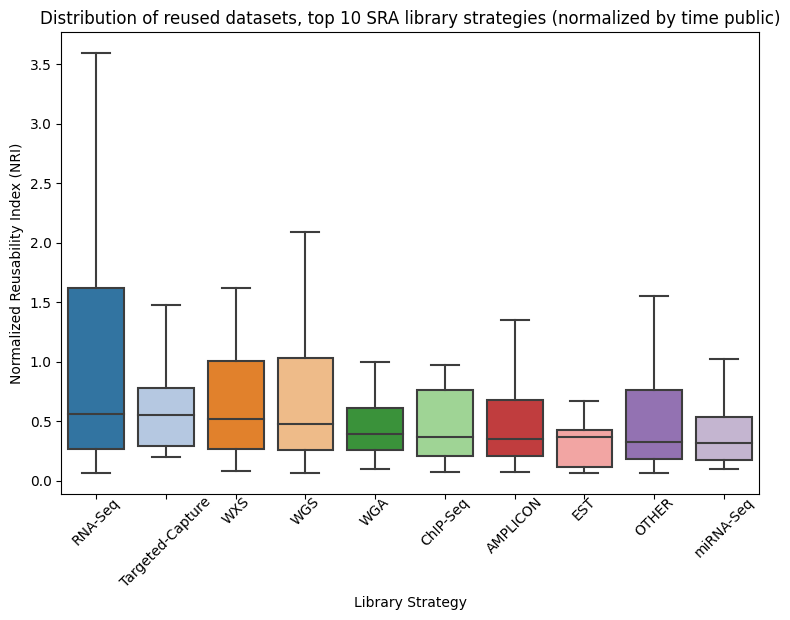 Distribution of reused datasets, top 10 SRA library strategies (normalized by time public)
Normalized Reusability Index (NRI)
3.5
3.0
2.5
2.0
1.5
1.0
0.5
0.0
RNA-Seq
Targeted-Capture
WXS
WGS
WGA
ChIP-Seq
AMPLICON
EST
OTHER
miRNA-Seq
Library Strategy